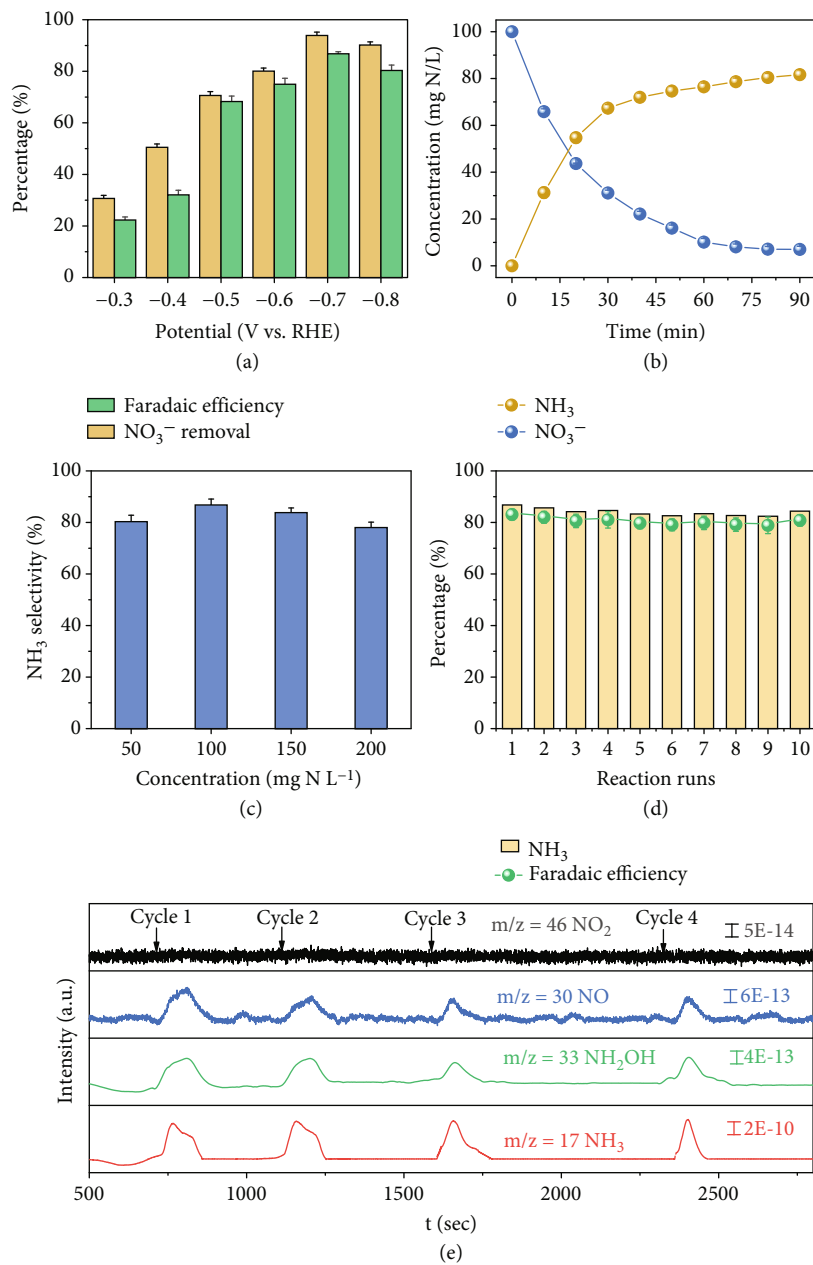 100
80
60
40
20
0
Percentage (%)
−0.3 −0.4 −0.5 −0.6 −0.7 −0.8
Potential (V vs. RHE)
(a)
Faradaic efficiency
NO₃⁻ removal
100
80
60
40
20
0
Concentration (mg N/L)
0 15 30 45 60 75 90
Time (min)
(b)
NH₃
NO₃⁻
100
80
60
40
20
0
NH₃ selectivity (%)
50 100 150 200
Concentration (mg N L⁻¹)
(c)
100
80
60
40
20
0
Percentage (%)
1 2 3 4 5 6 7 8 9 10
Reaction runs
(d)
NH₃
Faradaic efficiency
Intensity (a.u.)
Cycle 1 Cycle 2 Cycle 3 m/z = 46 NO₂ Cycle 4 5E-14
m/z = 30 NO 6E-13
m/z = 33 NH₂OH 4E-13
m/z = 17 NH₃ 2E-10
500 1000 1500 2000 2500
t (sec)
(e)